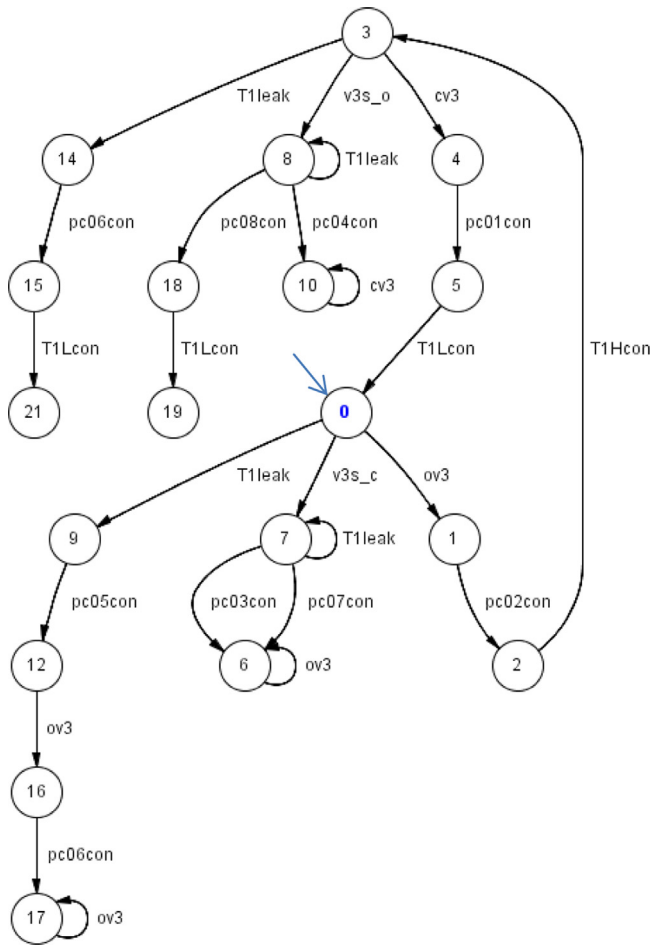 3
T1leak
v3s_o
cv3
14
8
T1leak
4
pc06con
pc08con
pc04con
pc01con
15
18
10
cv3
5
T1Lcon
T1Lcon
T1Lcon
T1Hcon
21
19
0
T1leak
v3s_c
ov3
9
7
T1leak
1
pc05con
pc03con
pc07con
pc02con
12
6
ov3
2
ov3
16
pc06con
17
ov3